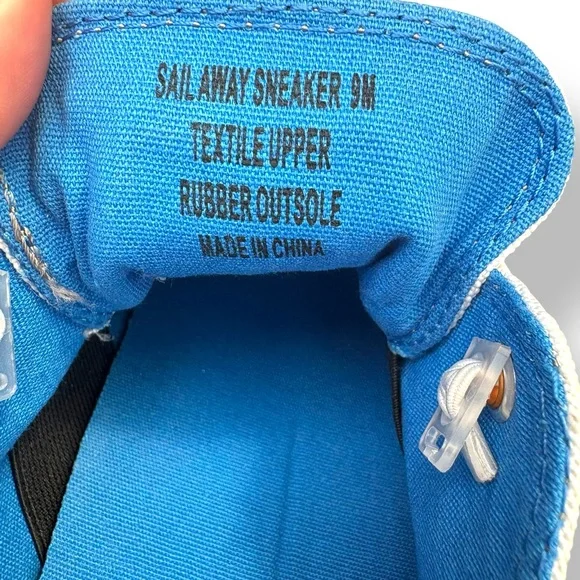 SAIL AWAY SNEAKER 9M
TEXTILE UPPER
RUBBER OUTSOLE
MADE IN CHINA